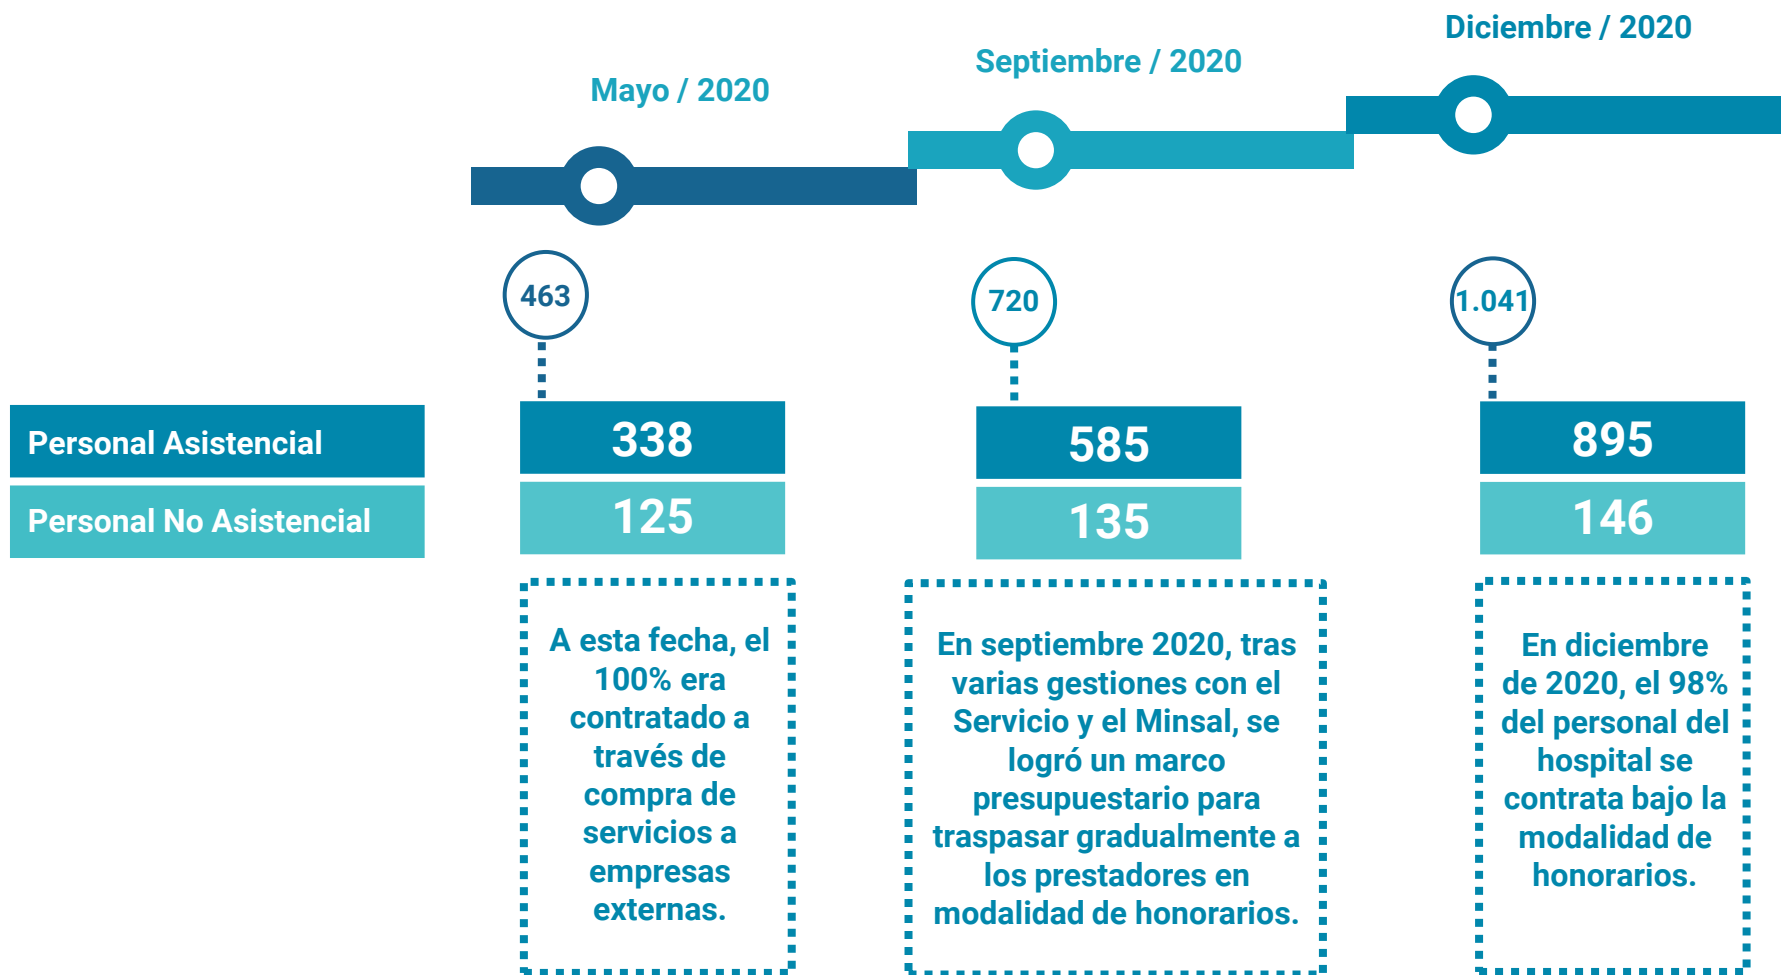 Diciembre / 2020
Septiembre / 2020
Mayo / 2020
463
720
1.041
Personal Asistencial
338
585
895
Personal No Asistencial
125
135
146
A esta fecha, el
100% era
contratado a
través de
compra de
servicios a
empresas
externas.
En septiembre 2020, tras
varias gestiones con el
Servicio y el Minsal, se
logró un marco
presupuestario para
traspasar gradualmente a
los prestadores en
modalidad de honorarios.
En diciembre
de 2020, el 98%
del personal del
hospital se
contrata bajo la
modalidad de
honorarios.